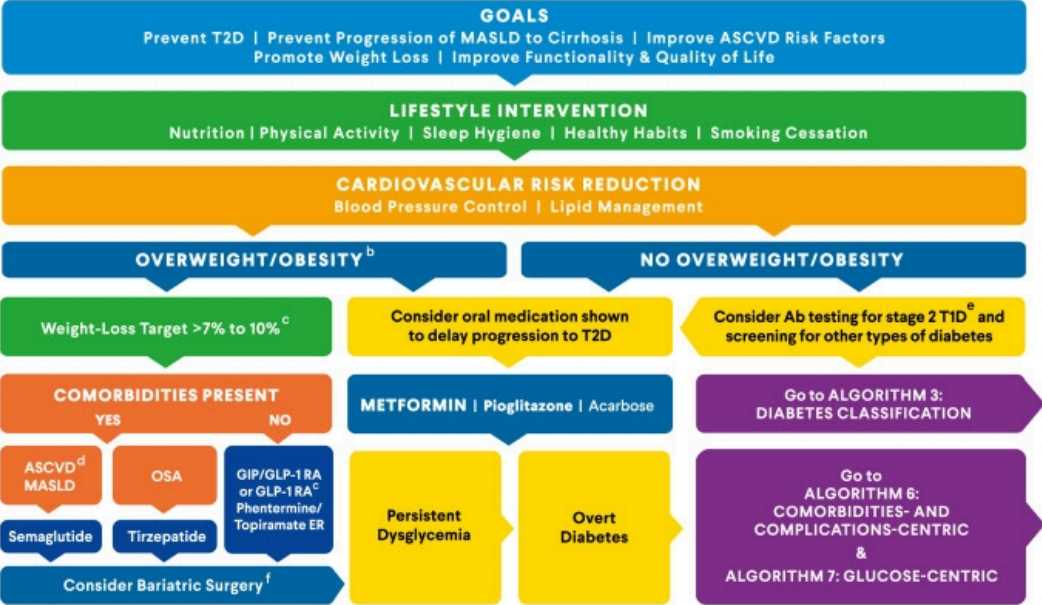 GOALS
Prevent T2D | Prevent Progression of MASLD to Cirrhosis | Improve ASCVD Risk Factors
Promote Weight Loss | Improve Functionality & Quality of Life
LIFESTYLE INTERVENTION
Nutrition | Physical Activity | Sleep Hygiene | Healthy Habits | Smoking Cessation
CARDIOVASCULAR RISK REDUCTION
Blood Pressure Control | Lipid Management
OVERWEIGHT/OBESITY b
NO OVERWEIGHT/OBESITY
Weight-Loss Target >7% to 10% c
Consider oral medication shown
to delay progression to T2D
Consider Ab testing for stage 2 T1D e and
screening for other types of diabetes
COMORBIDITIES PRESENT
YES
NO
METFORMIN | Pioglitazone | Acarbose
Go to ALGORITHM 3:
DIABETES CLASSIFICATION
ASCVD d
MASLD
OSA
GIP/GLP-1 RA
or GLP-1 RA c
Phentermine/
Topiramate ER
Semaglutide
Tirzepatide
Consider Bariatric Surgery f
Persistent
Dysglycemia
Overt
Diabetes
Go to
ALGORITHM 6:
COMORBIDITIES- AND
COMPLICATIONS-CENTRIC
&
ALGORITHM 7: GLUCOSE-CENTRIC